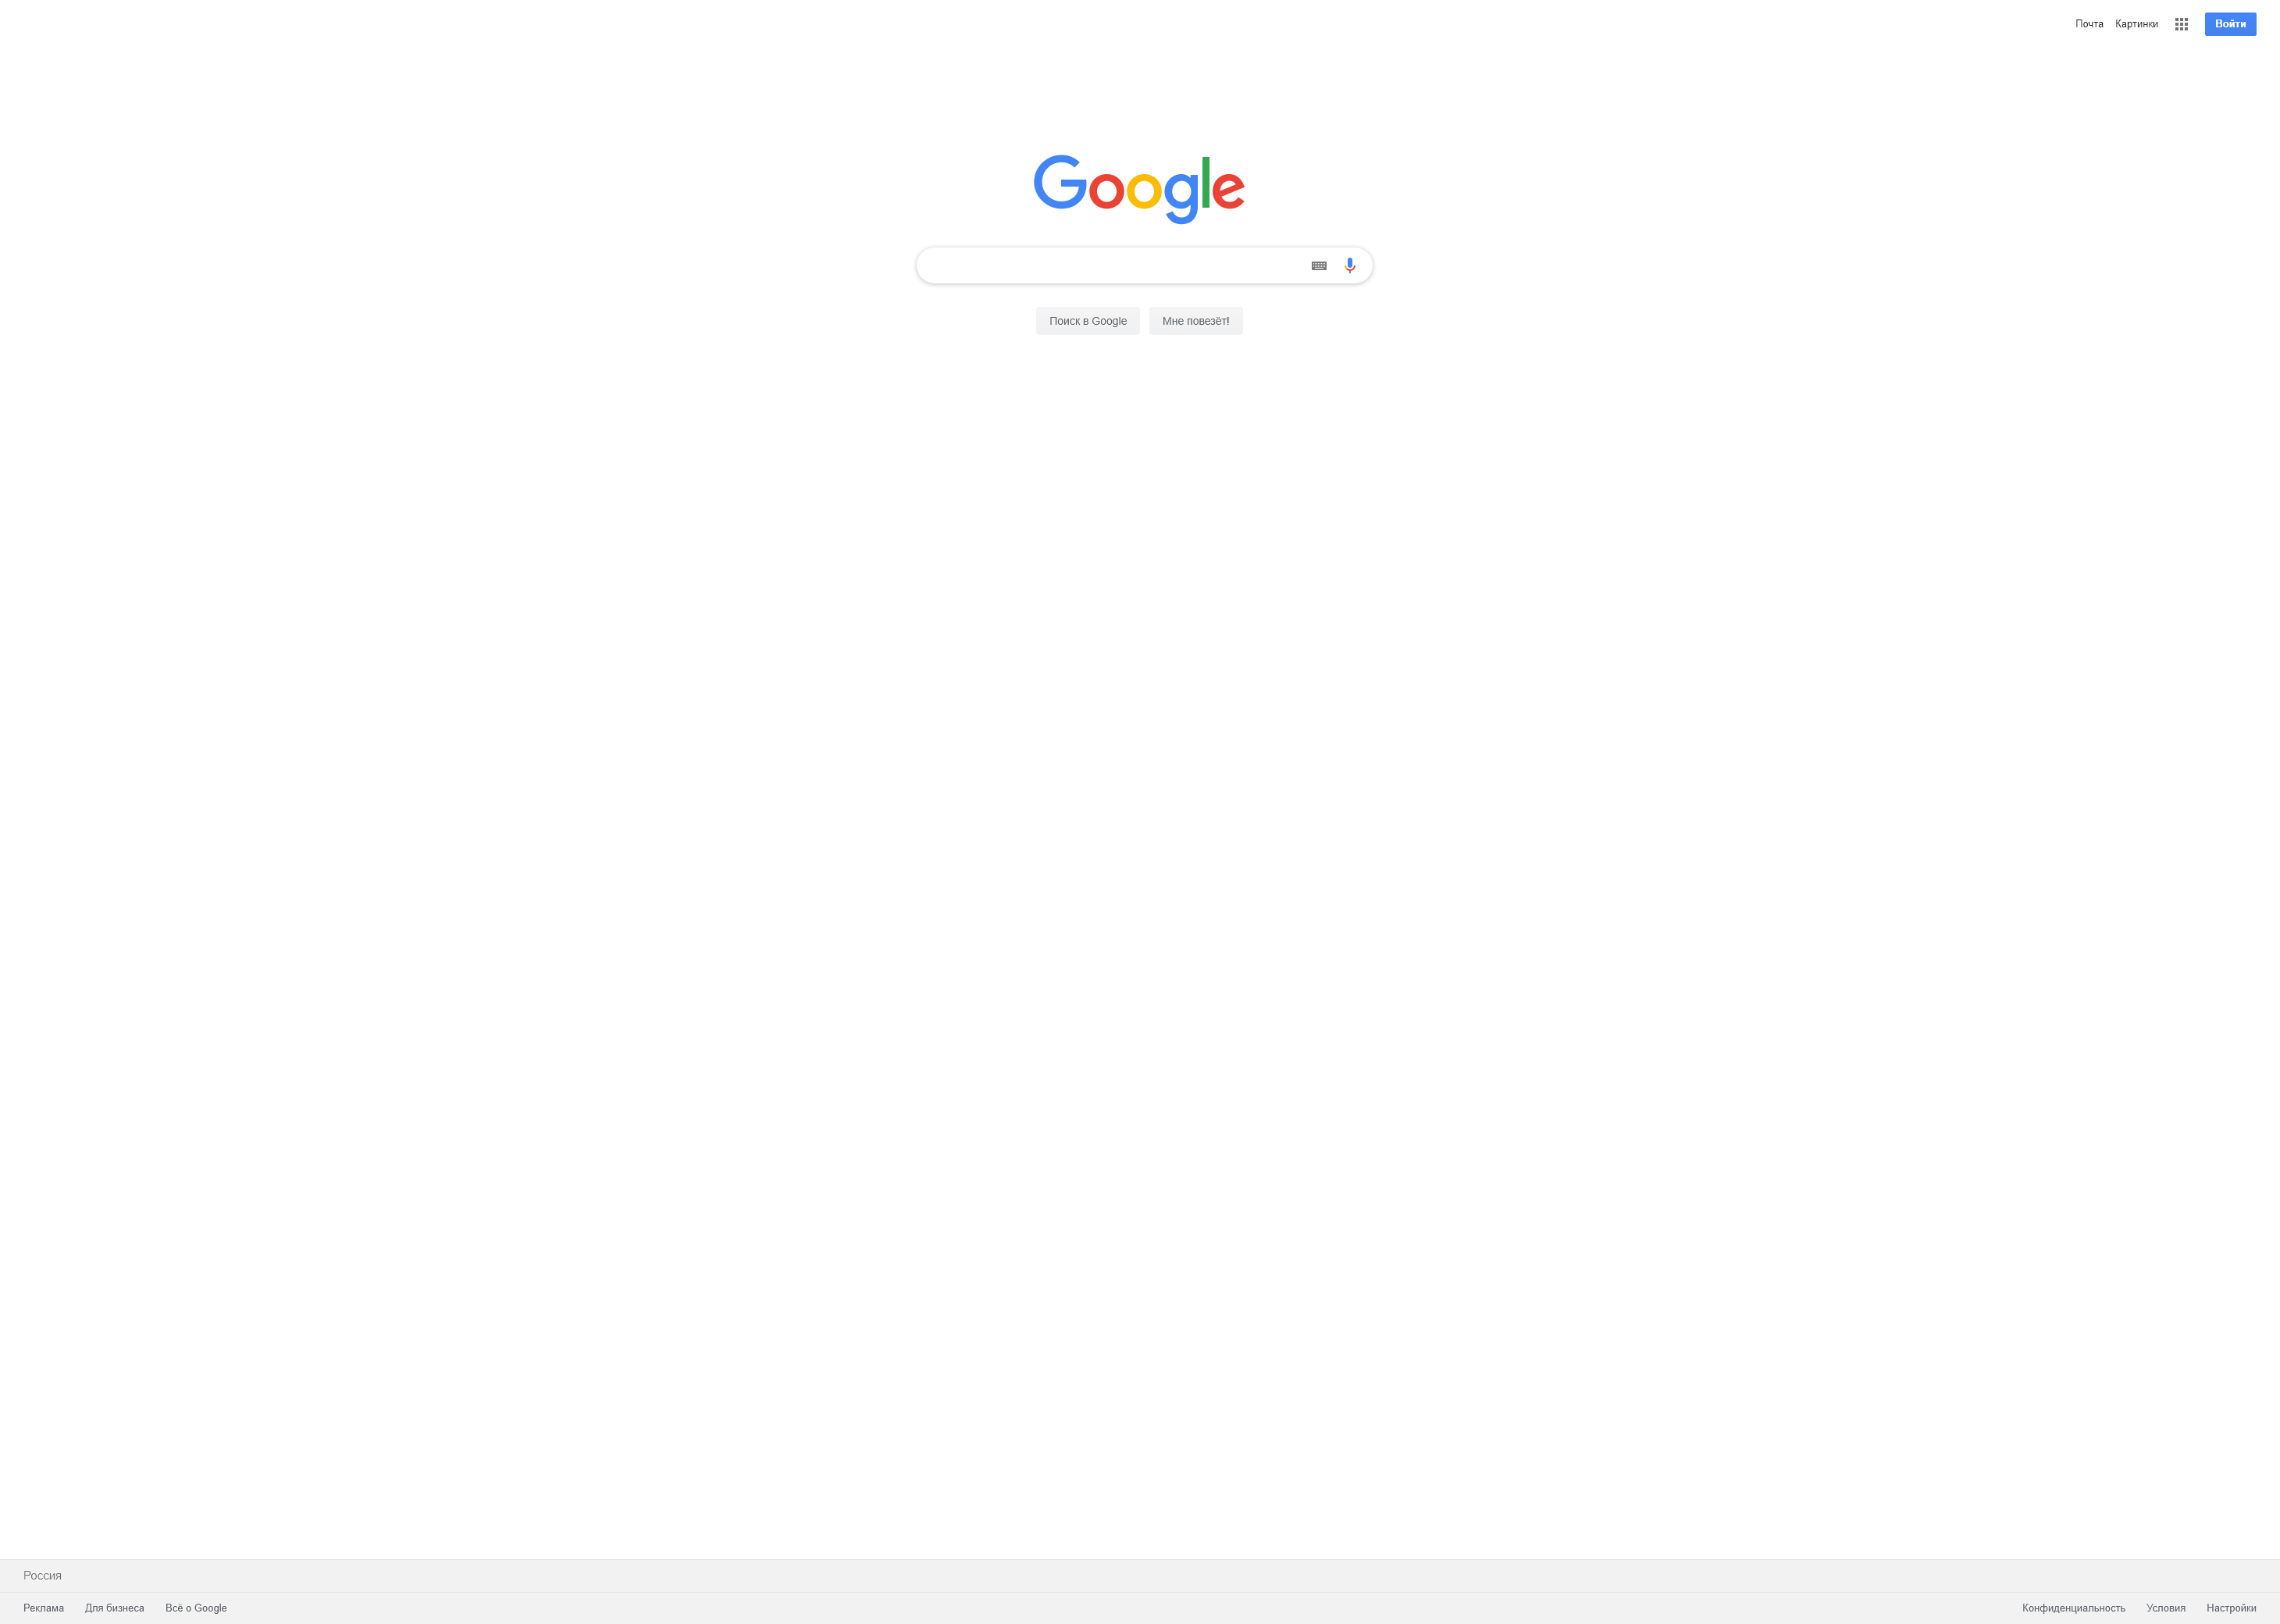 Почта Картинки Войти
Google
Поиск в Google Мне повезёт!
Россия
Реклама Для бизнеса Всё о Google Конфиденциальность Условия Настройки